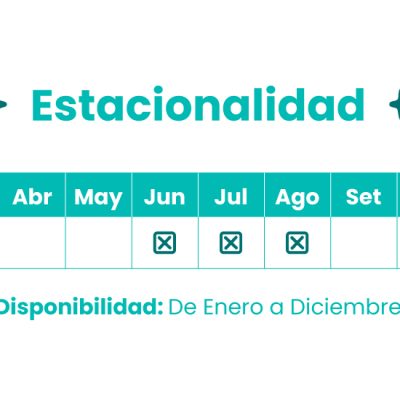 Estacionalidad
Abr May Jun Jul Ago Set
Disponibilidad: De Enero a Diciembre